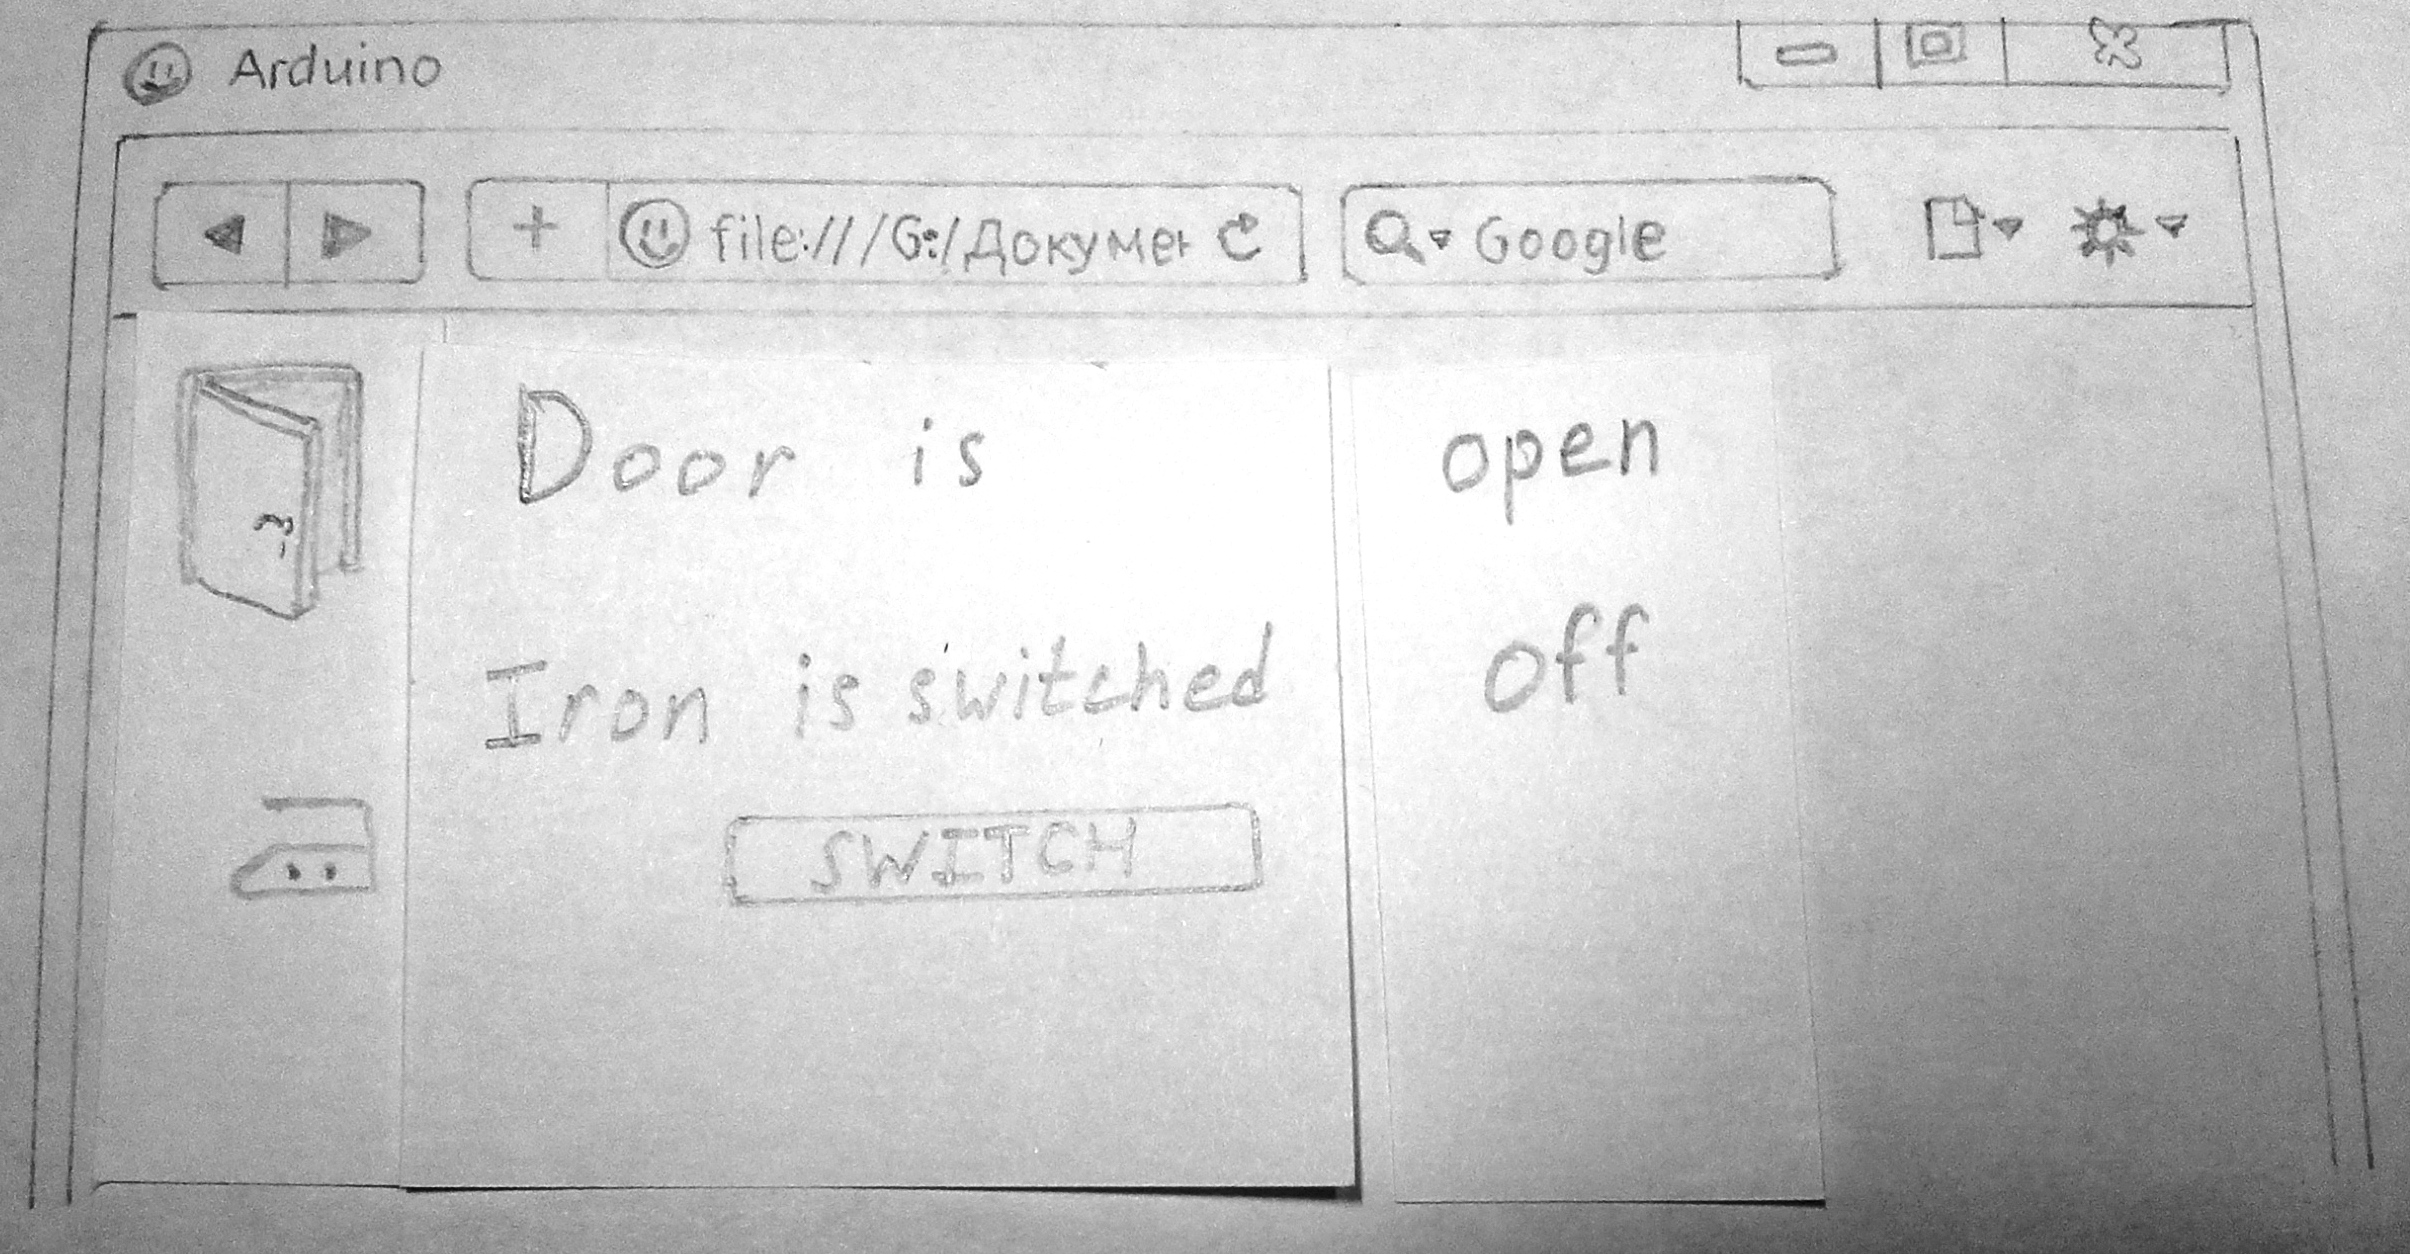 Arduino
+ file:///G:/Докумен Google
Door is open
Iron is switched off
SWITCH